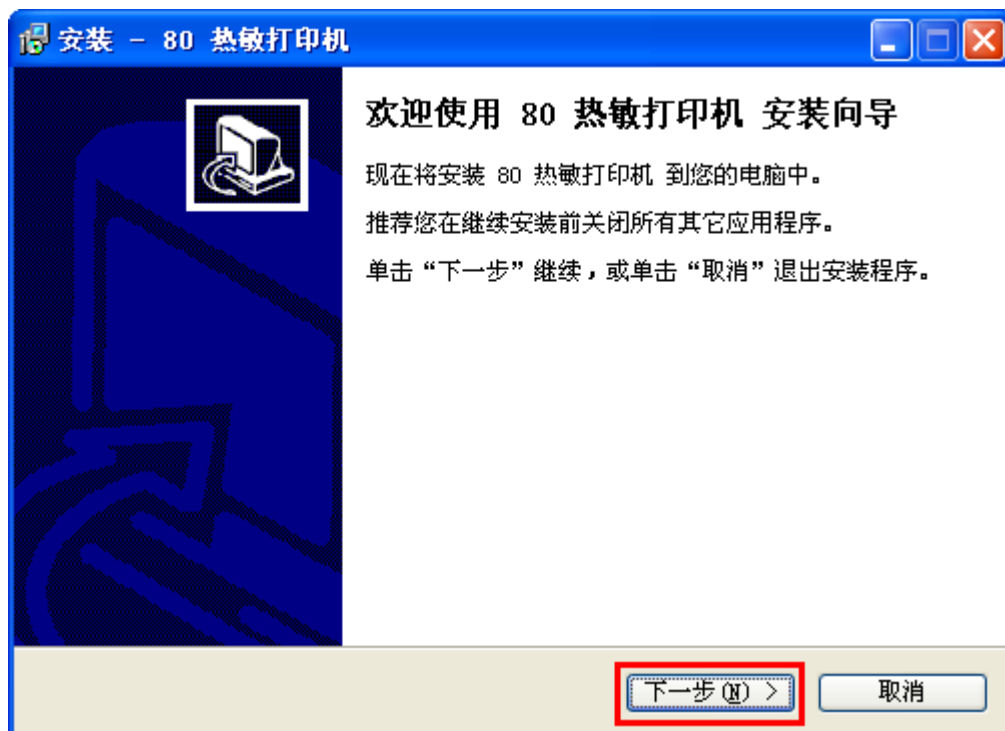 安装 - 80 热敏打印机
欢迎使用 80 热敏打印机 安装向导
现在将安装 80 热敏打印机 到您的电脑中。
推荐您在继续安装前关闭所有其它应用程序。
单击“下一步”继续，或单击“取消”退出安装程序。
下一步(N) >
取消